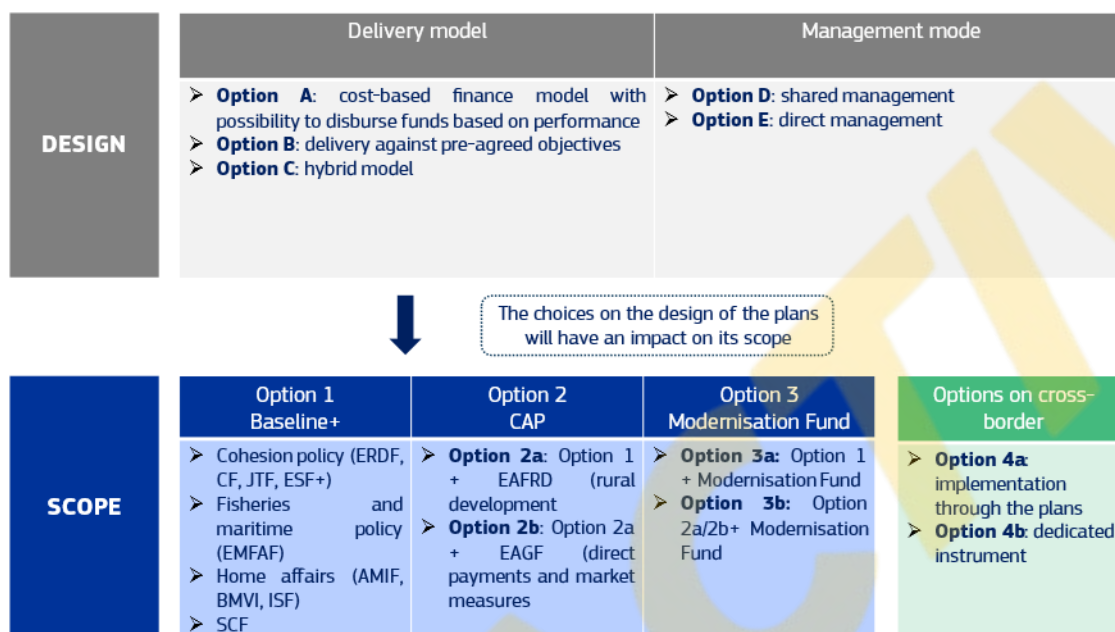 Delivery model
Management mode
DESIGN
➢ Option A: cost-based finance model with
possibility to disburse funds based on performance
➢ Option B: delivery against pre-agreed objectives
➢ Option C: hybrid model
➢ Option D: shared management
➢ Option E: direct management
The choices on the design of the plans
will have an impact on its scope
SCOPE
Option 1
Baseline+
➢ Cohesion policy (ERDF,
CF, JTF, ESF+)
➢ Fisheries and
maritime policy
(EMFAF)
➢ Home affairs (AMIF,
BMVI, ISF)
➢ SCF
Option 2
CAP
➢ Option 2a: Option 1
+ EAFRD (rural
development
➢ Option 2b: Option 2a
+ EAGF (direct
payments and market
measures
Option 3
Modernisation Fund
➢ Option 3a: Option 1
+ Modernisation Fund
➢ Option 3b: Option
2a/2b+ Modernisation
Fund
Options on cross-
border
➢ Option 4a:
implementation
through the plans
➢ Option 4b: dedicated
instrument